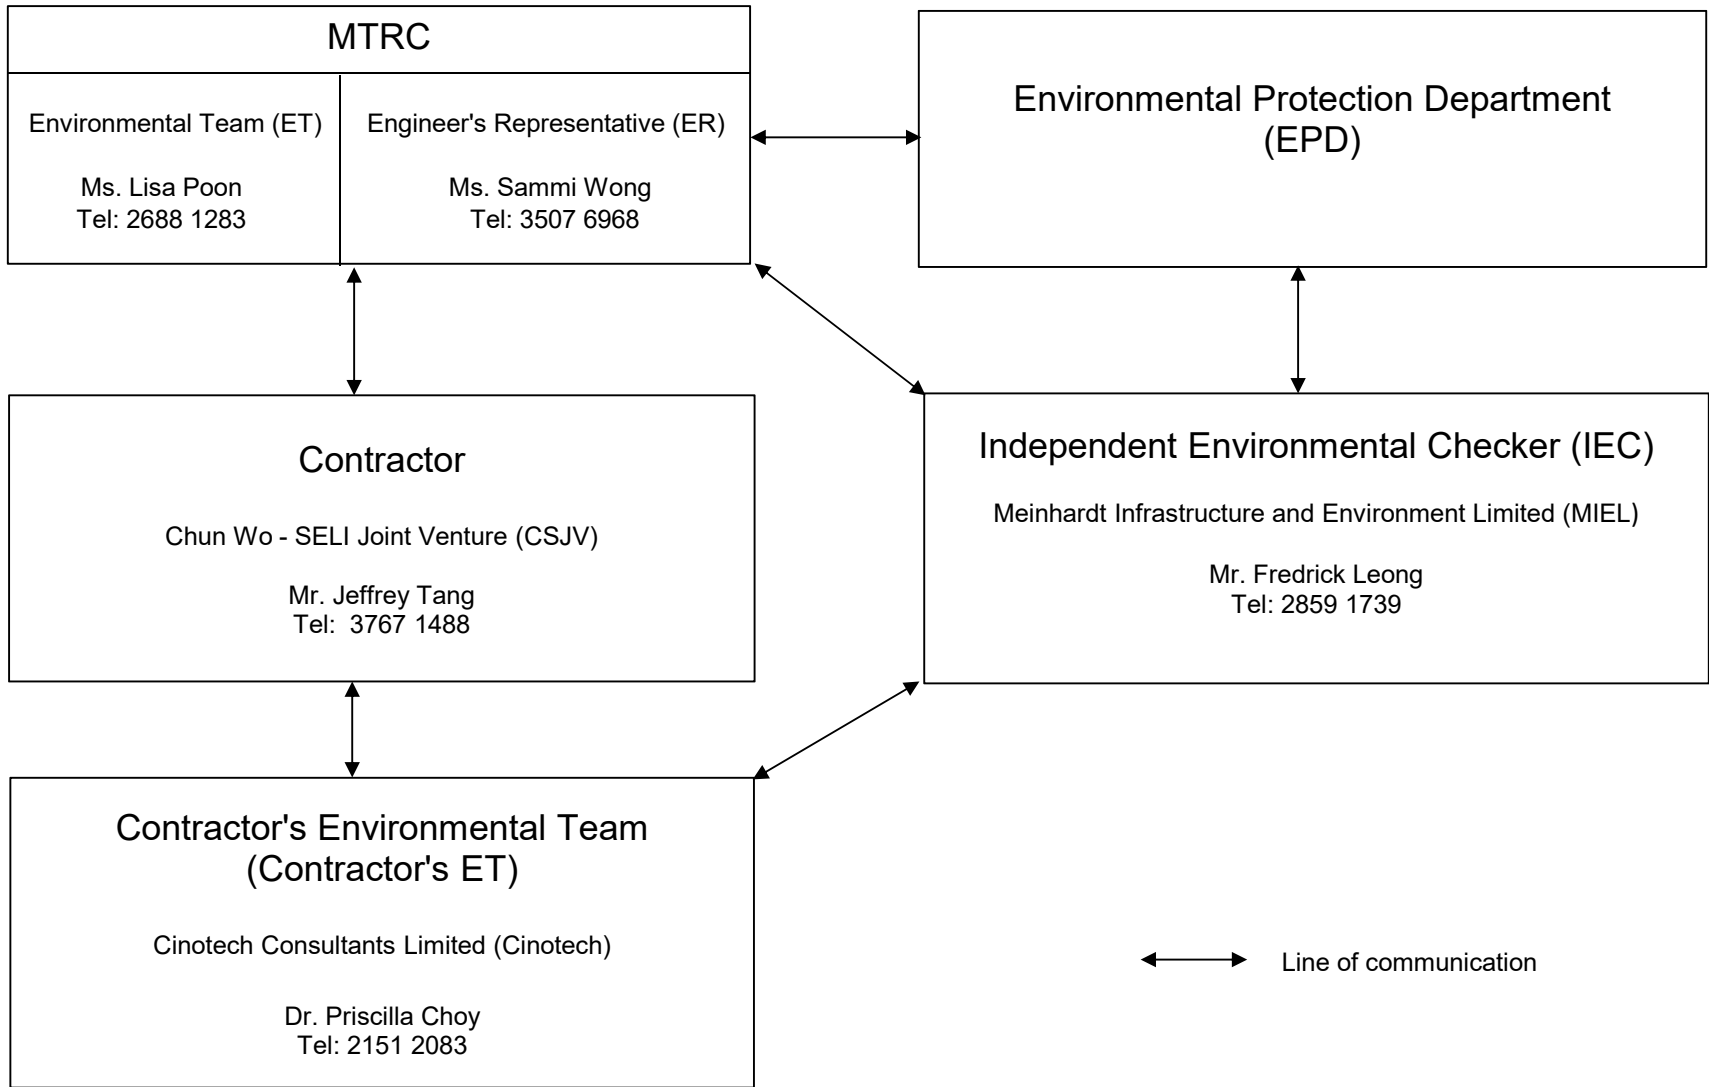 MTRC
Environmental Team (ET)
Ms. Lisa Poon
Tel: 2688 1283
Engineer's Representative (ER)
Ms. Sammi Wong
Tel: 3507 6968
Environmental Protection Department
(EPD)
Contractor
Chun Wo - SELI Joint Venture (CSJV)
Mr. Jeffrey Tang
Tel:  3767 1488
Independent Environmental Checker (IEC)
Meinhardt Infrastructure and Environment Limited (MIEL)
Mr. Fredrick Leong
Tel: 2859 1739
Contractor's Environmental Team
(Contractor's ET)
Cinotech Consultants Limited (Cinotech)
Dr. Priscilla Choy
Tel: 2151 2083
Line of communication